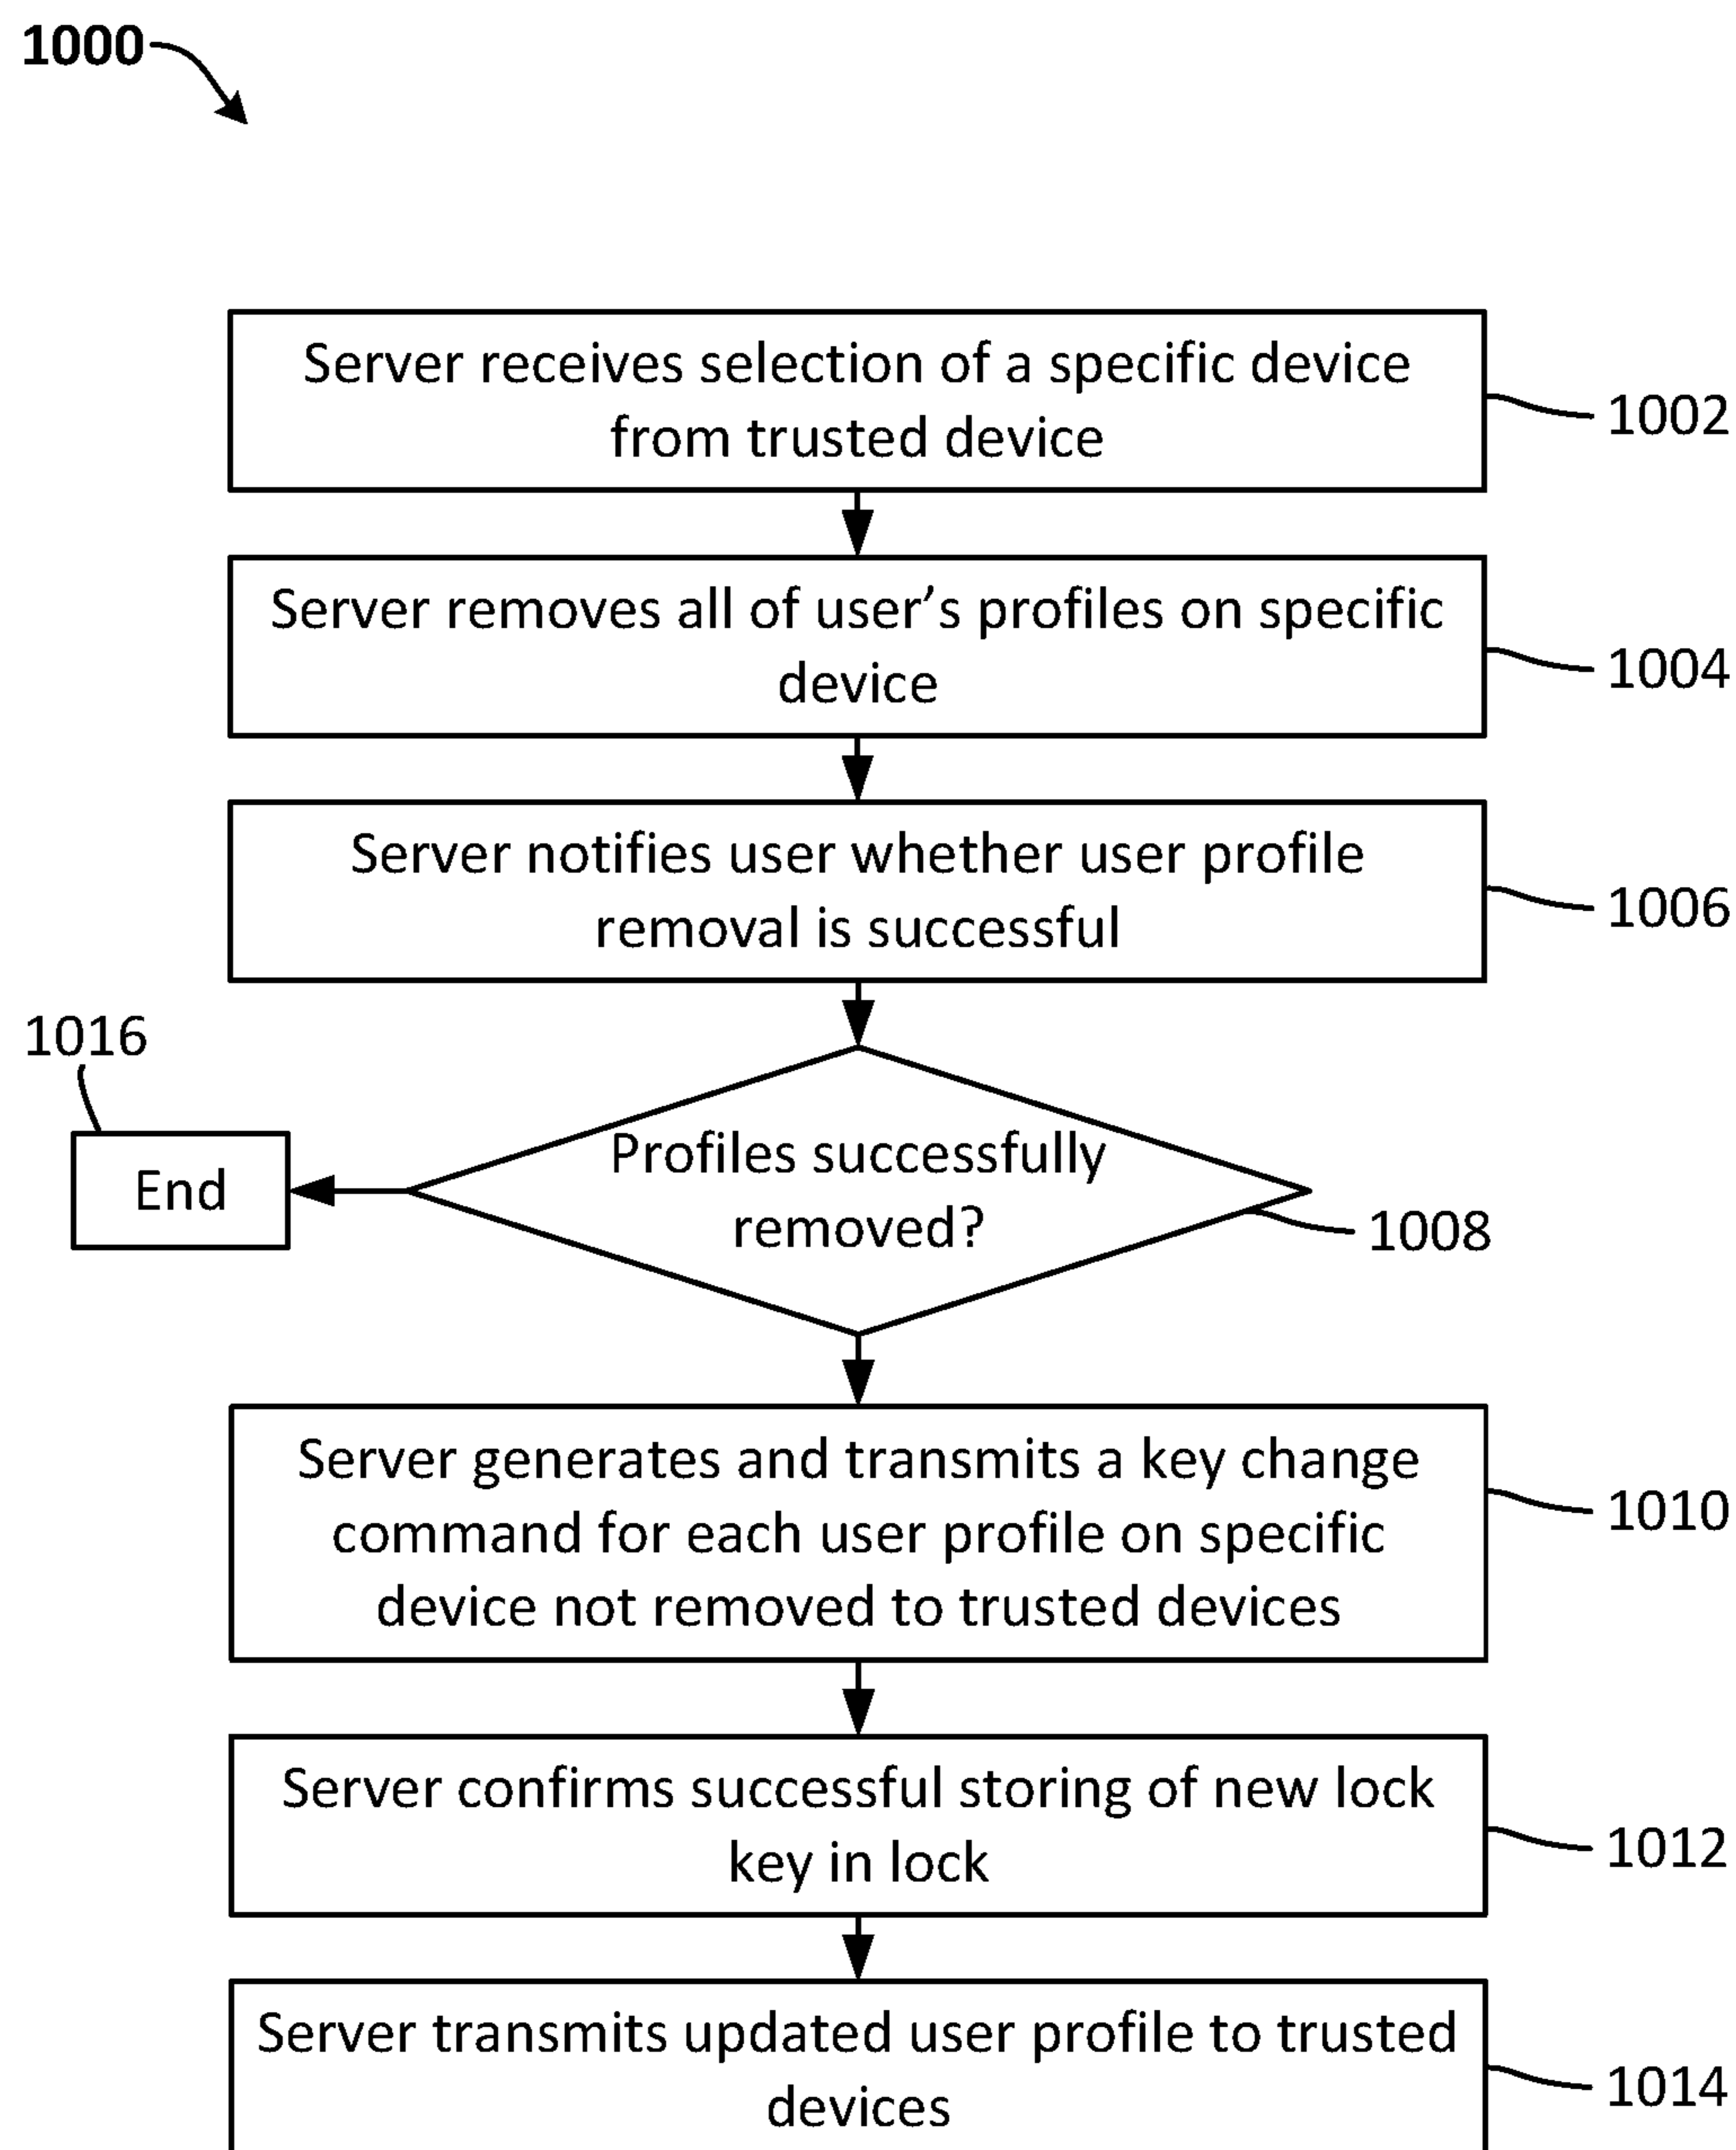 1000
Server receives selection of a specific device
from trusted device
1002
Server removes all of user’s profiles on specific
device
1004
Server notifies user whether user profile
removal is successful
1006
1016
End
Profiles successfully
removed?
1008
Server generates and transmits a key change
command for each user profile on specific
device not removed to trusted devices
1010
Server confirms successful storing of new lock
key in lock
1012
Server transmits updated user profile to trusted
devices
1014